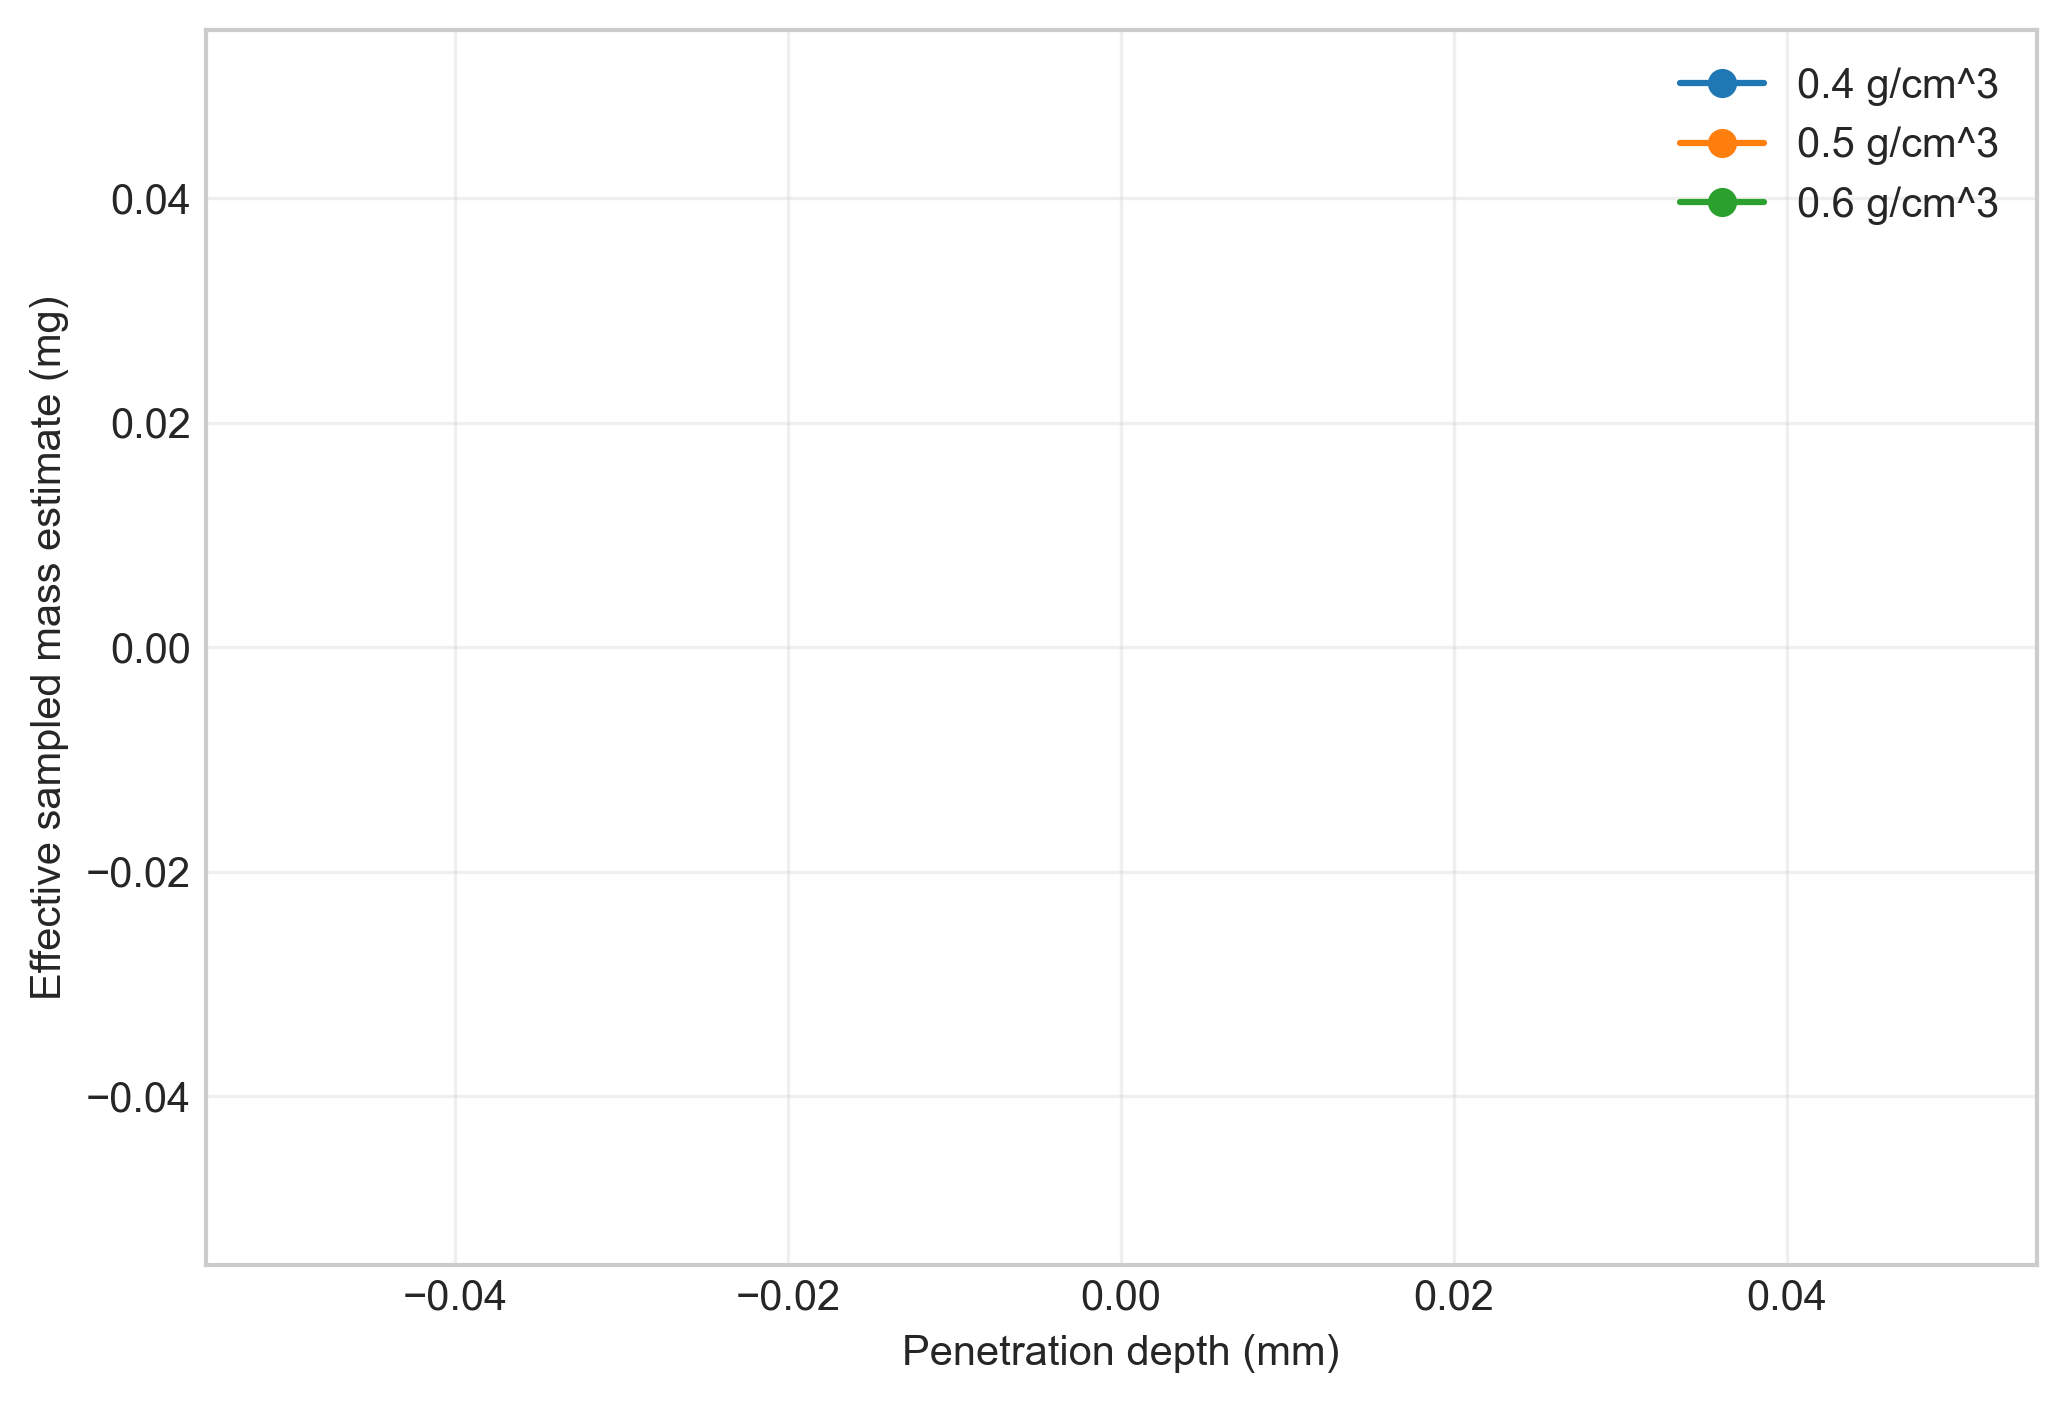 0.4 g/cm^3
0.5 g/cm^3
0.6 g/cm^3
Effective sampled mass estimate (mg)
0.04
0.02
0.00
−0.02
−0.04
−0.04 −0.02 0.00 0.02 0.04
Penetration depth (mm)